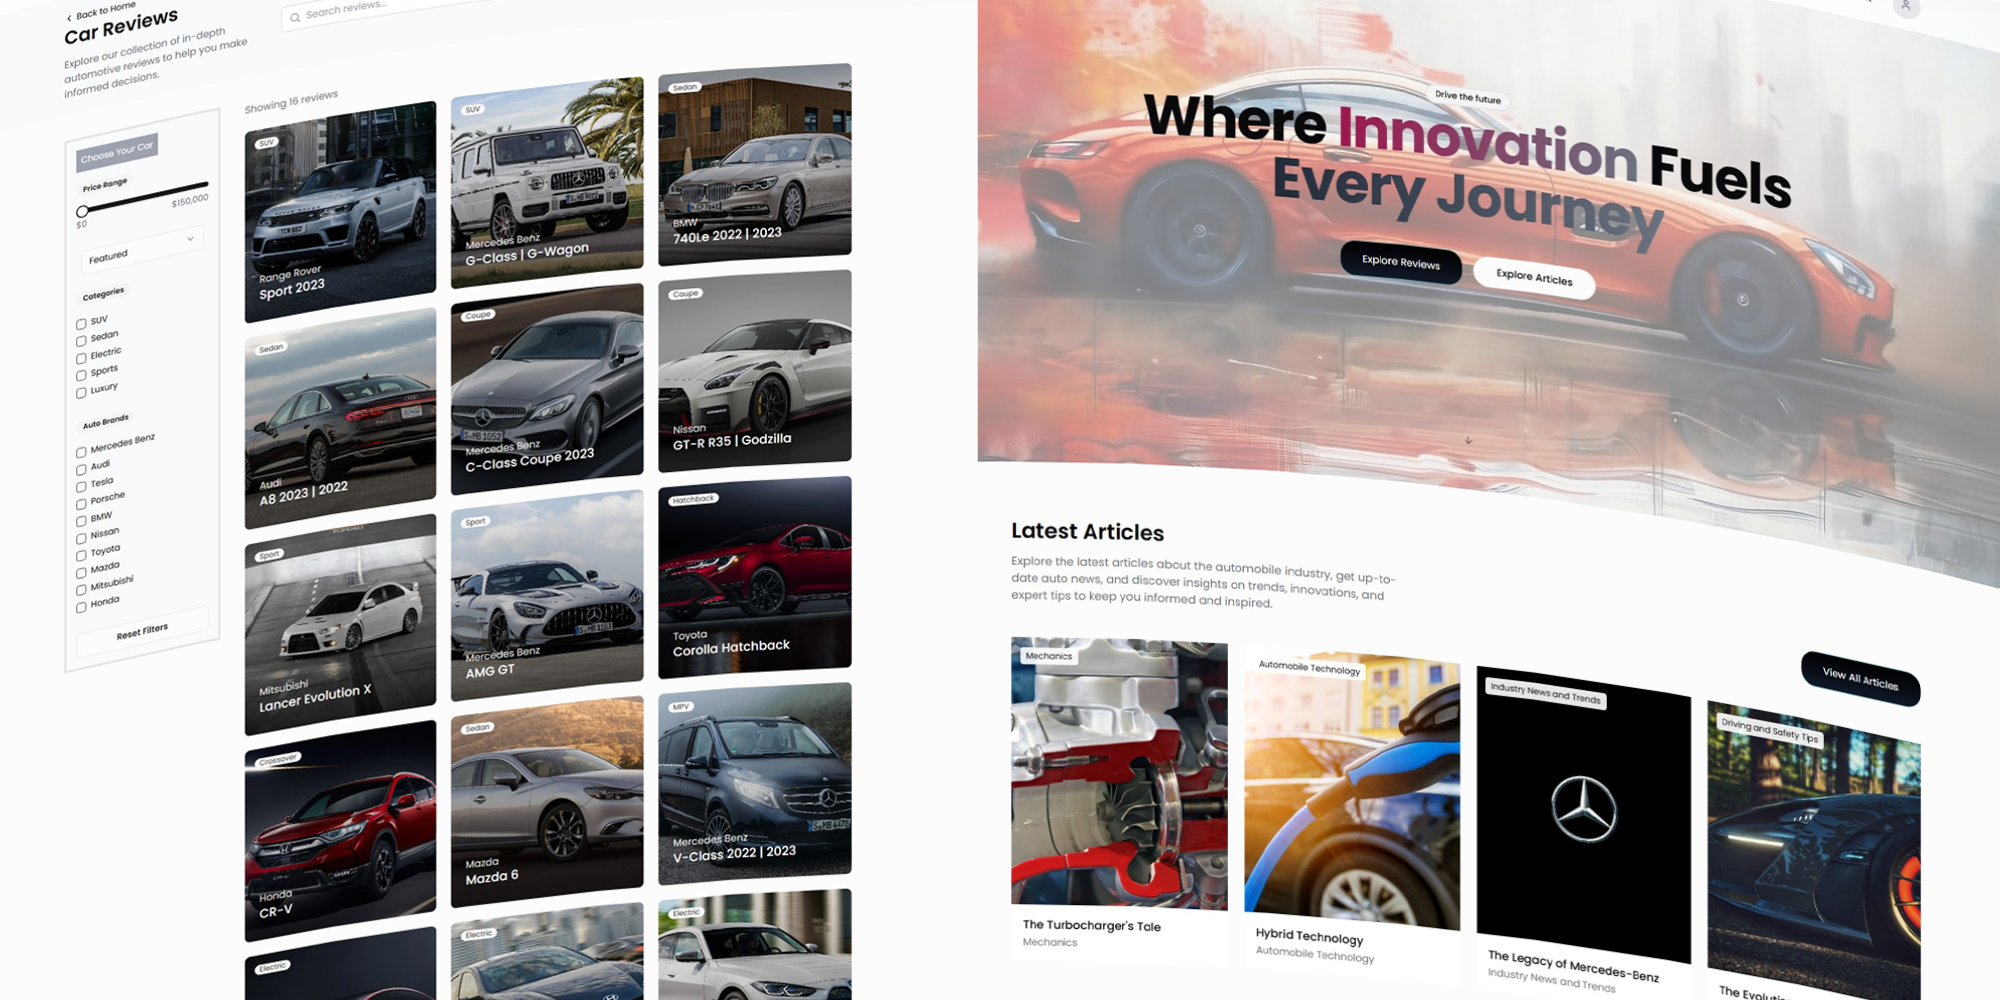 Back to Home
Car Reviews
Explore our collection of in-depth
automotive reviews to help you make
informed decisions.
Search reviews...
Choose Your Car
Price Range
$0
$150,000
Featured
Categories
SUV
Sedan
Electric
Sports
Luxury
Auto Brands
Mercedes Benz
Audi
Tesla
Porsche
BMW
Nissan
Toyota
Mazda
Mitsubishi
Honda
Reset Filters
Showing 16 reviews
SUV
Range Rover
Sport 2023
SUV
Mercedes Benz
G-Class | G-Wagon
Sedan
BMW
740Le 2022 | 2023
Sedan
Audi
A8 2023 | 2022
Coupe
Mercedes Benz
C-Class Coupe 2023
Coupe
Nissan
GT-R R35 | Godzilla
Sport
Mitsubishi
Lancer Evolution X
Sport
Mercedes Benz
AMG GT
Hatchback
Toyota
Corolla Hatchback
Crossover
Honda
CR-V
Sedan
Mazda
Mazda 6
MPV
Mercedes Benz
V-Class 2022 | 2023
Electric
Electric
Electric
Drive the future
Where Innovation Fuels
Every Journey
Explore Reviews
Explore Articles
Latest Articles
Explore the latest articles about the automobile industry, get up-to-
date auto news, and discover insights on trends, innovations, and
expert tips to keep you informed and inspired.
View All Articles
Mechanics
The Turbocharger's Tale
Mechanics
Automobile Technology
Hybrid Technology
Automobile Technology
Industry News and Trends
The Legacy of Mercedes-Benz
Industry News and Trends
Driving and Safety Tips
The